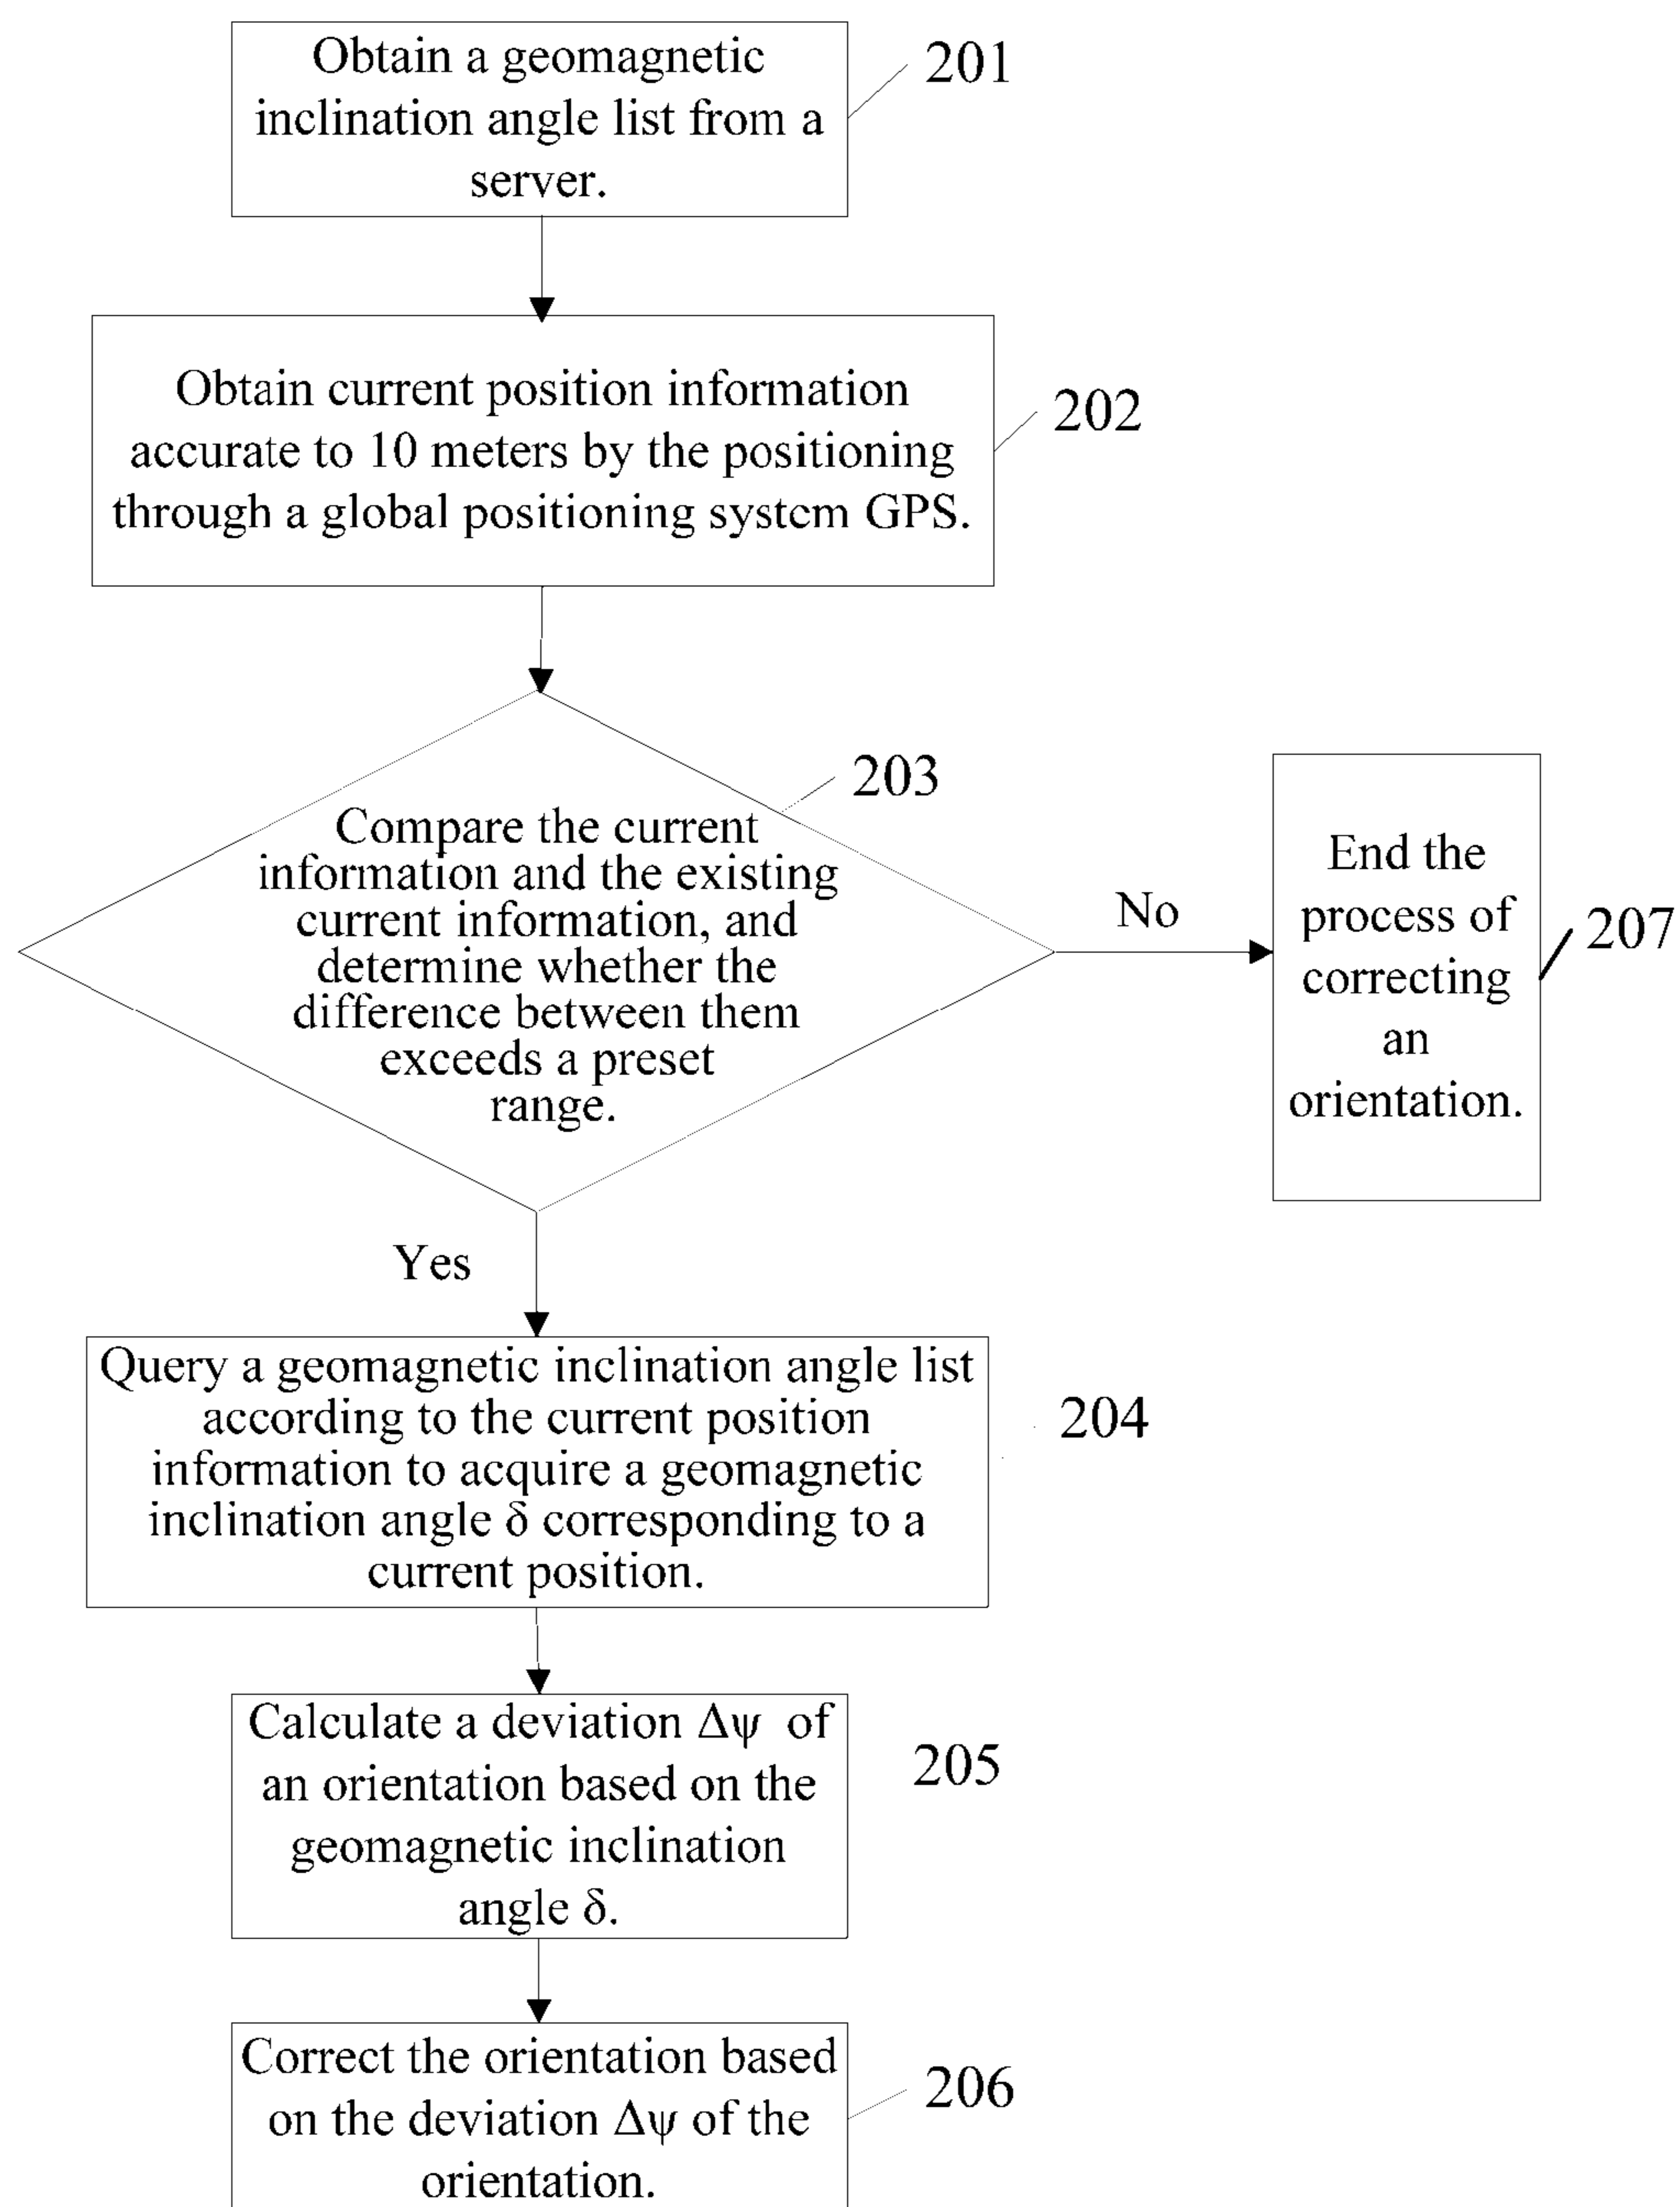 Obtain a geomagnetic
inclination angle list from a
server.
201
Obtain current position information
accurate to 10 meters by the positioning
through a global positioning system GPS.
202
203
Compare the current
information and the existing
current information, and
determine whether the
difference between them
exceeds a preset
range.
No
End the
process of
correcting
an
orientation.
207
Yes
Query a geomagnetic inclination angle list
according to the current position
information to acquire a geomagnetic
inclination angle δ corresponding to a
current position.
204
Calculate a deviation Δψ of
an orientation based on the
geomagnetic inclination
angle δ.
205
Correct the orientation based
on the deviation Δψ of the
orientation.
206